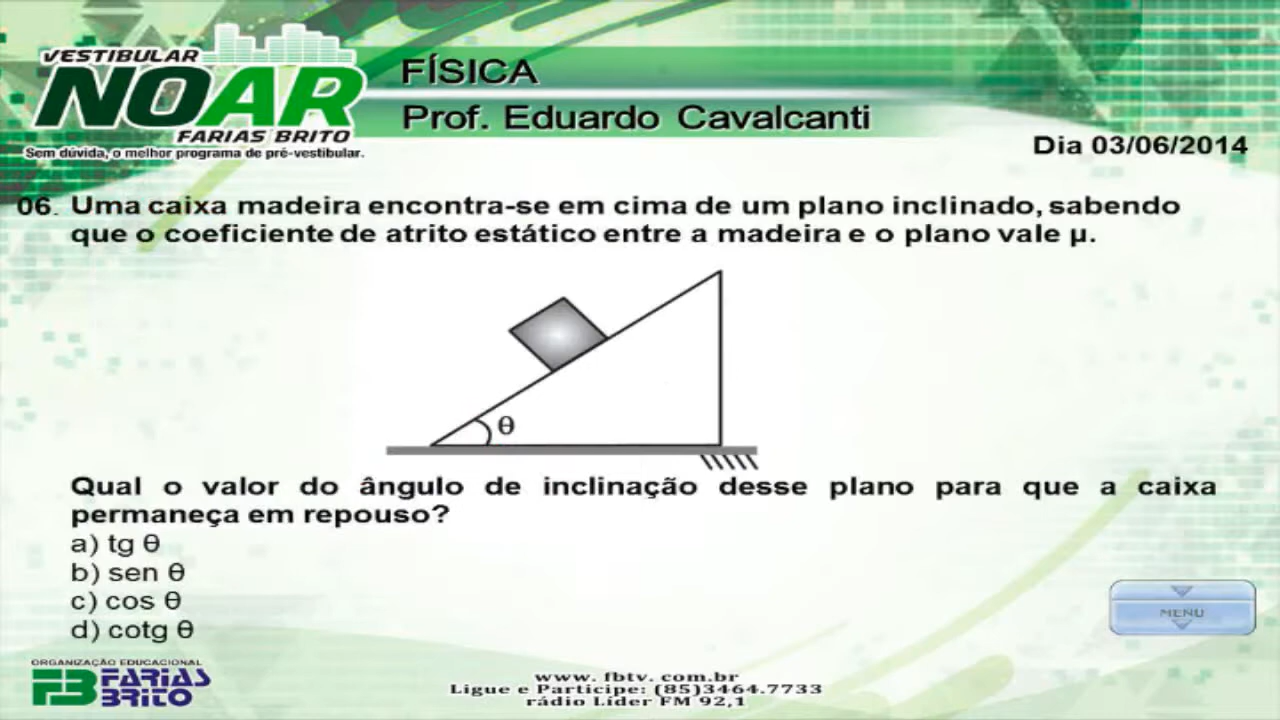 VESTIBULAR
NOAR
FARIAS BRITO
Sem dúvida, o melhor programa de pré-vestibular.
FÍSICA
Prof. Eduardo Cavalcanti
Dia 03/06/2014
06. Uma caixa madeira encontra-se em cima de um plano inclinado, sabendo
que o coeficiente de atrito estático entre a madeira e o plano vale µ.
θ
Qual o valor do ângulo de inclinação desse plano para que a caixa
permaneça em repouso?
a) tg θ
b) sen θ
c) cos θ
d) cotg θ
MENU
ORGANIZAÇÃO EDUCACIONAL
FB FARIAS
BRITO
www. fbtv. com.br
Ligue e Participe: (85)3464.7733
rádio Líder FM 92,1